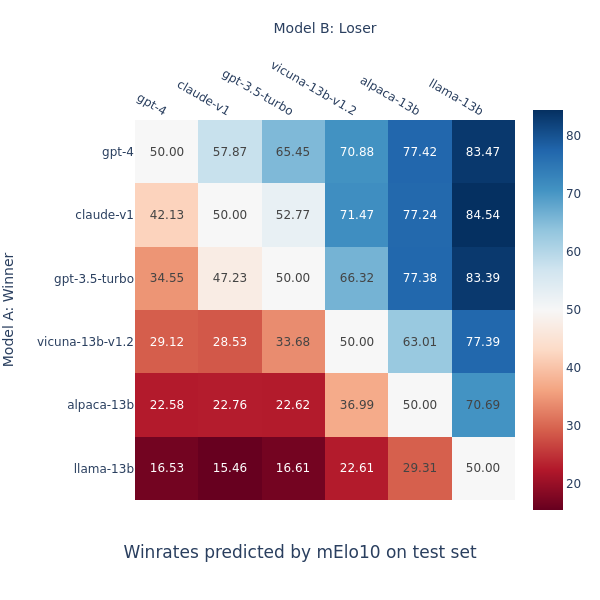 Model B: Loser
gpt-4
claude-v1
gpt-3.5-turbo
vicuna-13b-v1.2
alpaca-13b
llama-13b
Model A: Winner
gpt-4 50.00 57.87 65.45 70.88 77.42 83.47
claude-v1 42.13 50.00 52.77 71.47 77.24 84.54
gpt-3.5-turbo 34.55 47.23 50.00 66.32 77.38 83.39
vicuna-13b-v1.2 29.12 28.53 33.68 50.00 63.01 77.39
alpaca-13b 22.58 22.76 22.62 36.99 50.00 70.69
llama-13b 16.53 15.46 16.61 22.61 29.31 50.00
80
70
60
50
40
30
20
Winrates predicted by mElo10 on test set